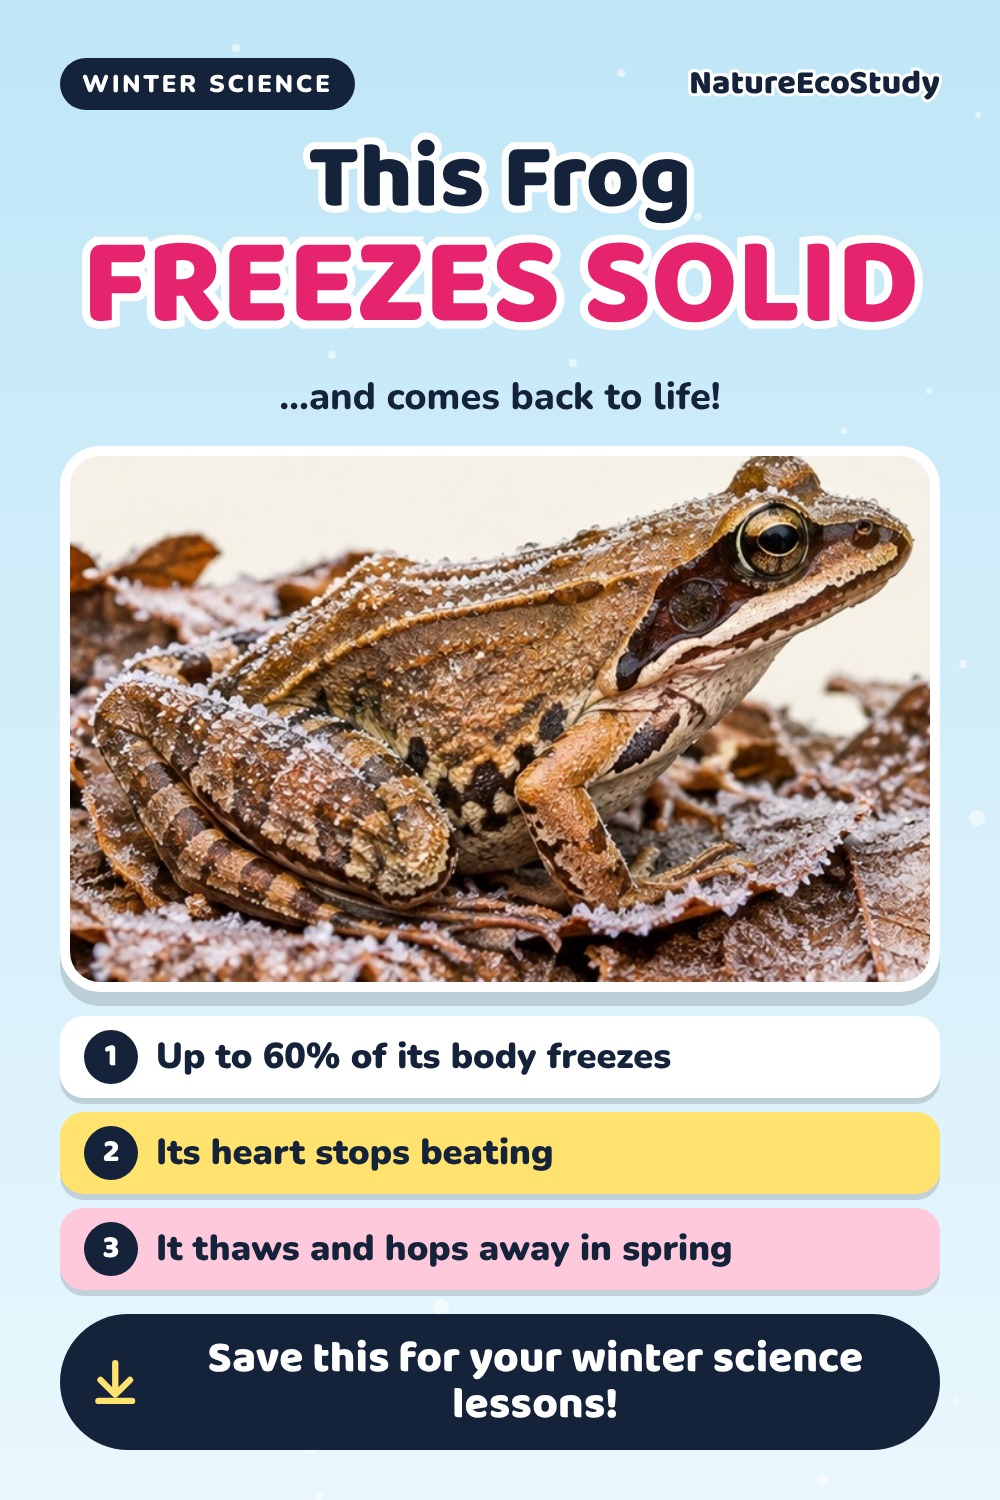 WINTER SCIENCE
NatureEcoStudy
This Frog
FREEZES SOLID
...and comes back to life!
1 Up to 60% of its body freezes
2 Its heart stops beating
3 It thaws and hops away in spring
Save this for your winter science
lessons!